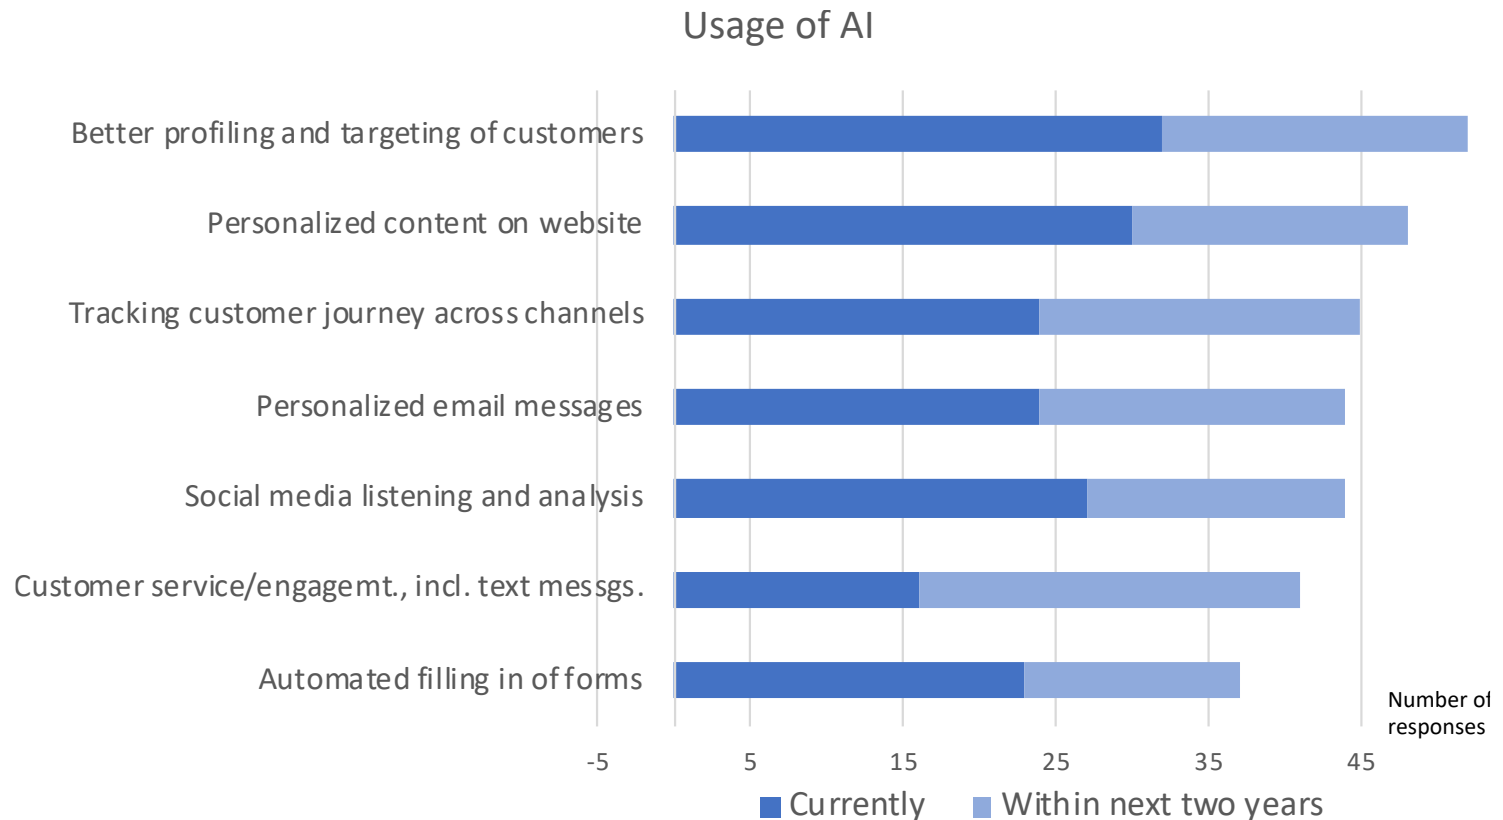 Usage of AI
Better profiling and targeting of customers
Personalized content on website
Tracking customer journey across channels
Personalized email messages
Social media listening and analysis
Customer service/engagemt., incl. text messgs.
Automated filling in of forms
Number of
responses
-5 5 15 25 35 45
Currently Within next two years